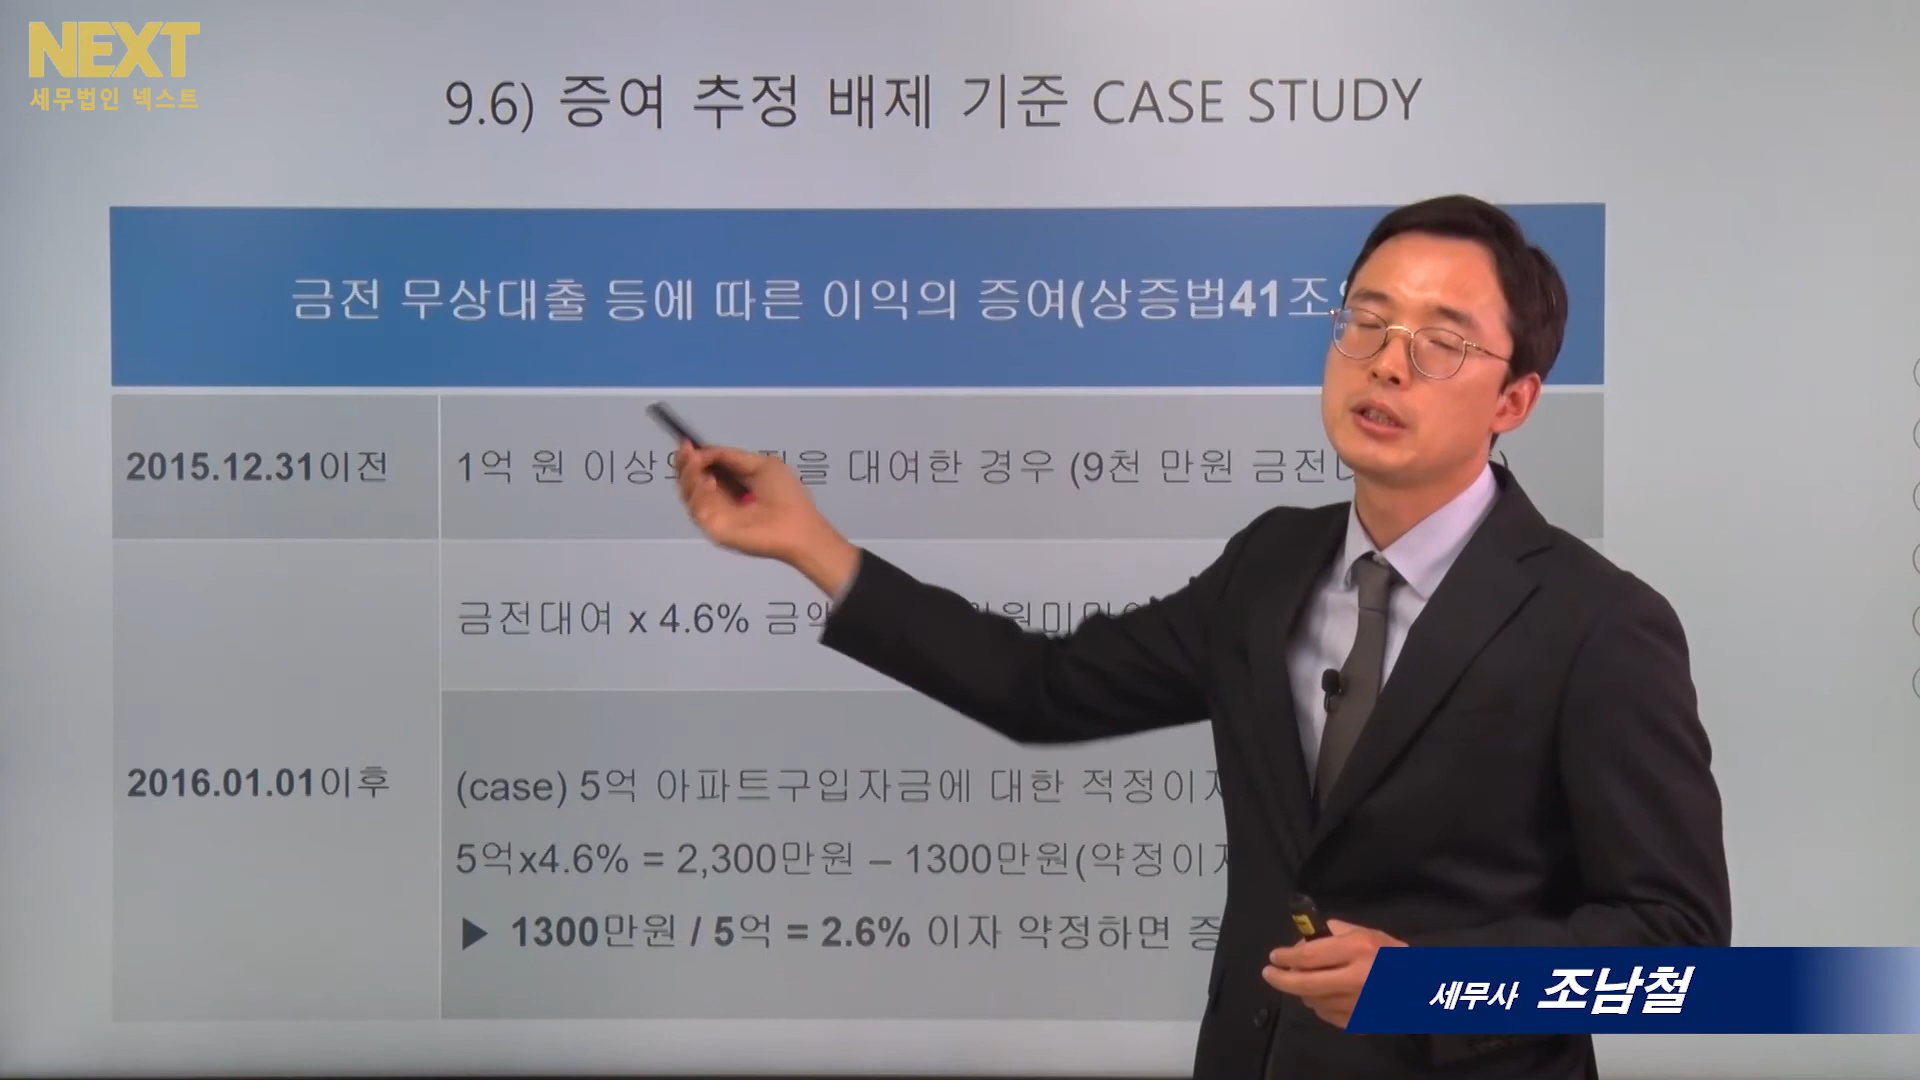 NEXT
세무법인 넥스트
9.6) 증여 추정 배제 기준 CASE STUDY
금전 무상대출 등에 따른 이익의 증여(상증법41조
2015.12.31이전
1억 원 이상 을 대여한 경우 (9천 만원 금전
금전대여 x 4.6%
2016.01.01이후
(case) 5억 아파트구입자금에 대한 적정이자
5억x4.6% = 2,300만원 – 1300만원(약정이자
▶ 1300만원 / 5억 = 2.6% 이자 약정하면
세무사 조남철